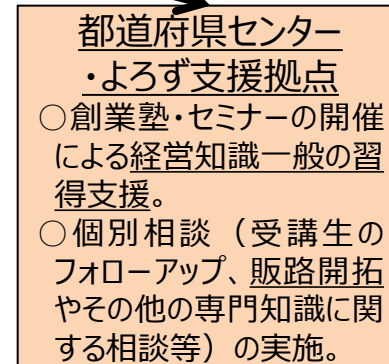 都道府県センター
・よろず支援拠点
○創業塾・セミナーの開催
による経営知識一般の習
得支援。
○個別相談（受講生の
フォローアップ、販路開拓
やその他の専門知識に関
する相談等）の実施。